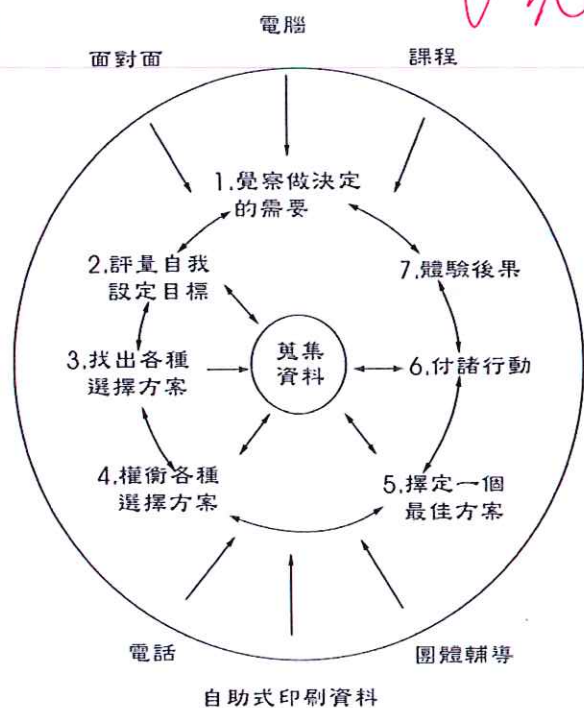 電腦
面對面
課程
1.覺察做決定
的需要
2.評量自我
設定目標
7.體驗後果
3.找出各種
選擇方案
蒐集
資料
6.付諸行動
4.權衡各種
選擇方案
5.擇定一個
最佳方案
電話
團體輔導
自助式印刷資料